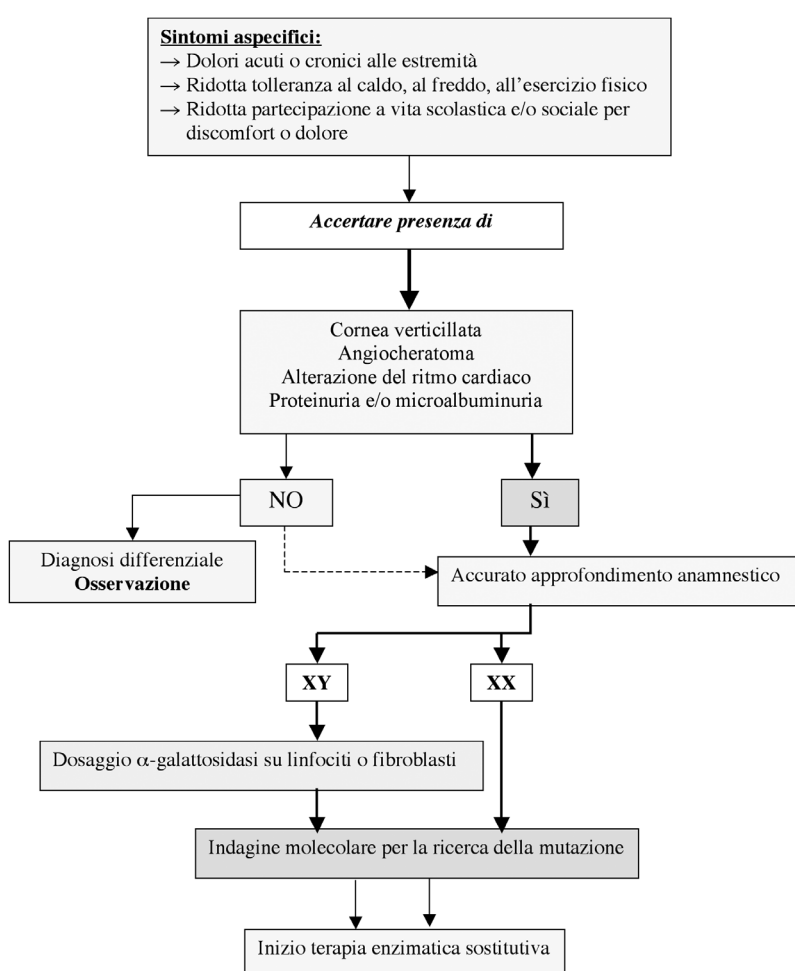 Sintomi aspecifici:
→ Dolori acuti o cronici alle estremità
→ Ridotta tolleranza al caldo, al freddo, all'esercizio fisico
→ Ridotta partecipazione a vita scolastica e/o sociale per
discomfort o dolore
Accertare presenza di
Cornea verticillata
Angiocheratoma
Alterazione del ritmo cardiaco
Proteinuria e/o microalbuminuria
NO
Sì
Diagnosi differenziale
Osservazione
Accurato approfondimento anamnestico
XY
XX
Dosaggio α-galattosidasi su linfociti o fibroblasti
Indagine molecolare per la ricerca della mutazione
Inizio terapia enzimatica sostitutiva